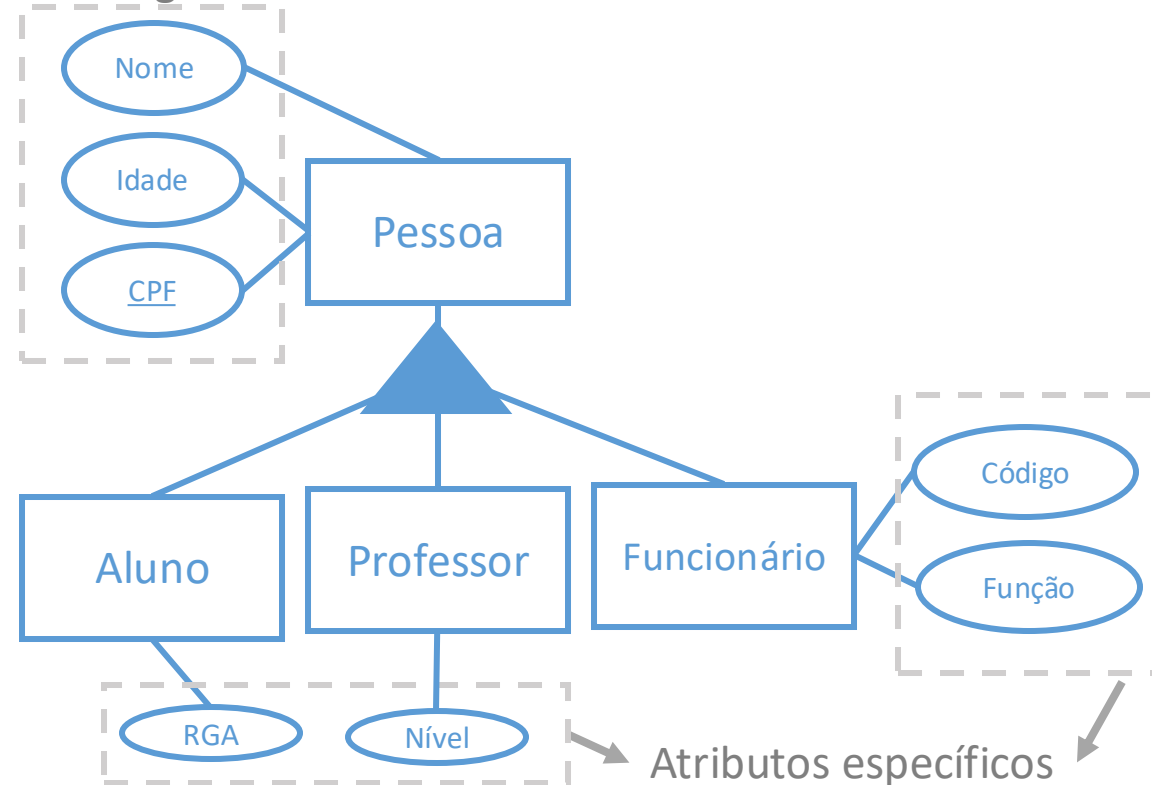 Nome
Idade
CPF
Pessoa
Aluno
Professor
Funcionário
Código
Função
RGA
Nível
Atributos específicos